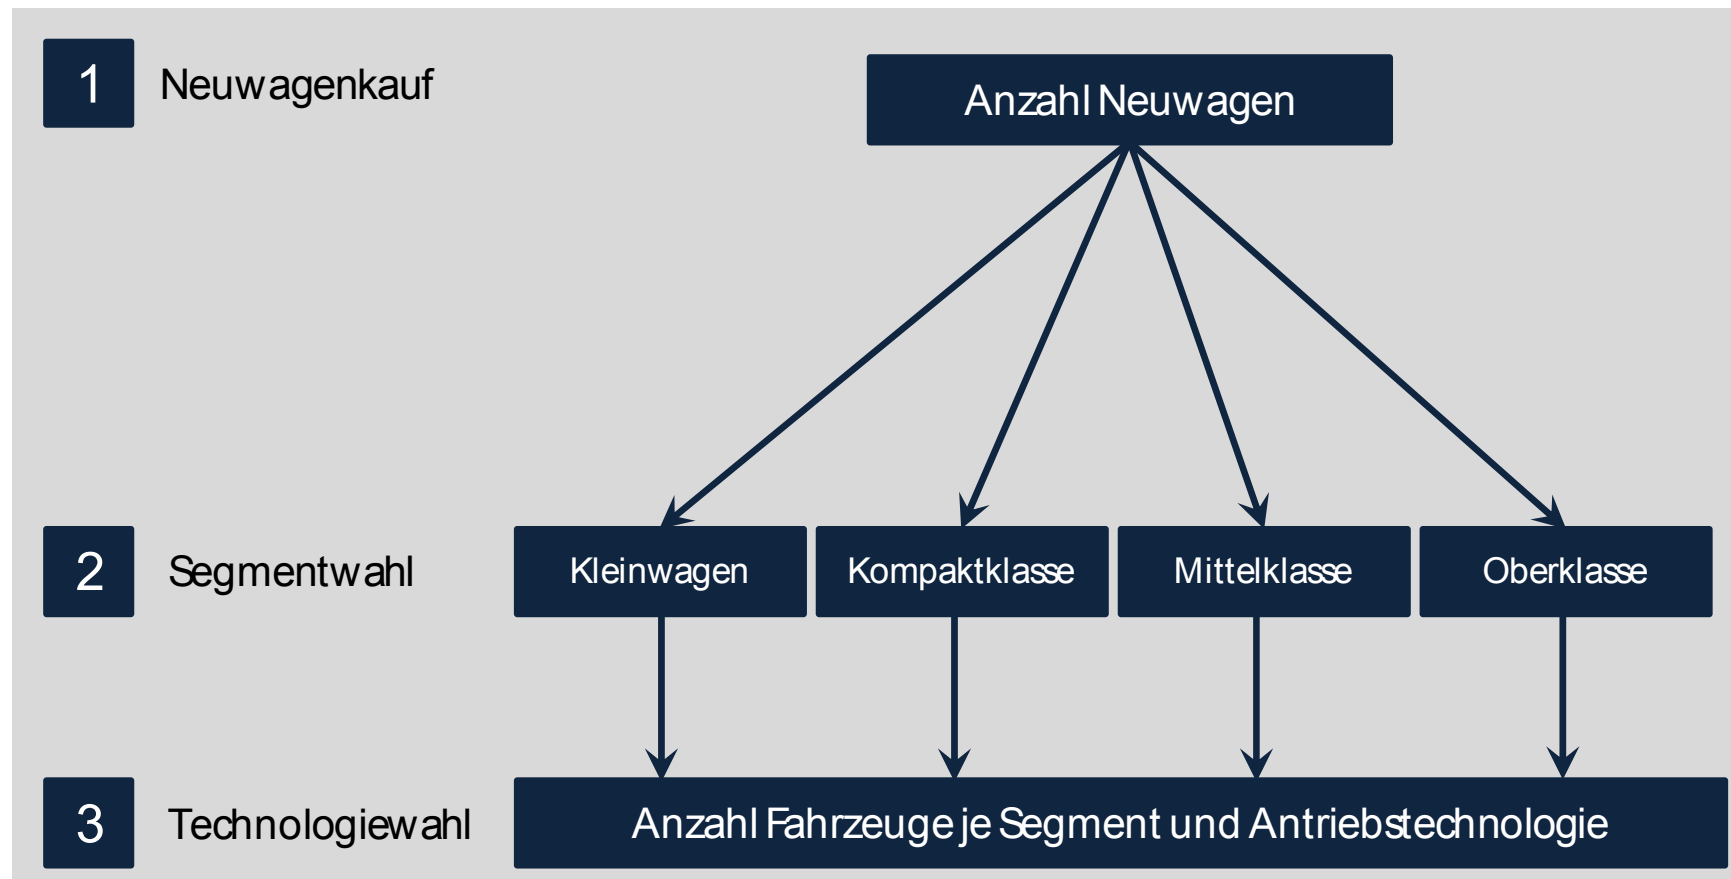 1 Neuwagenkauf
Anzahl Neuwagen
2 Segmentwahl
Kleinwagen
Kompaktklasse
Mittelklasse
Oberklasse
3 Technologiewahl
Anzahl Fahrzeuge je Segment und Antriebstechnologie